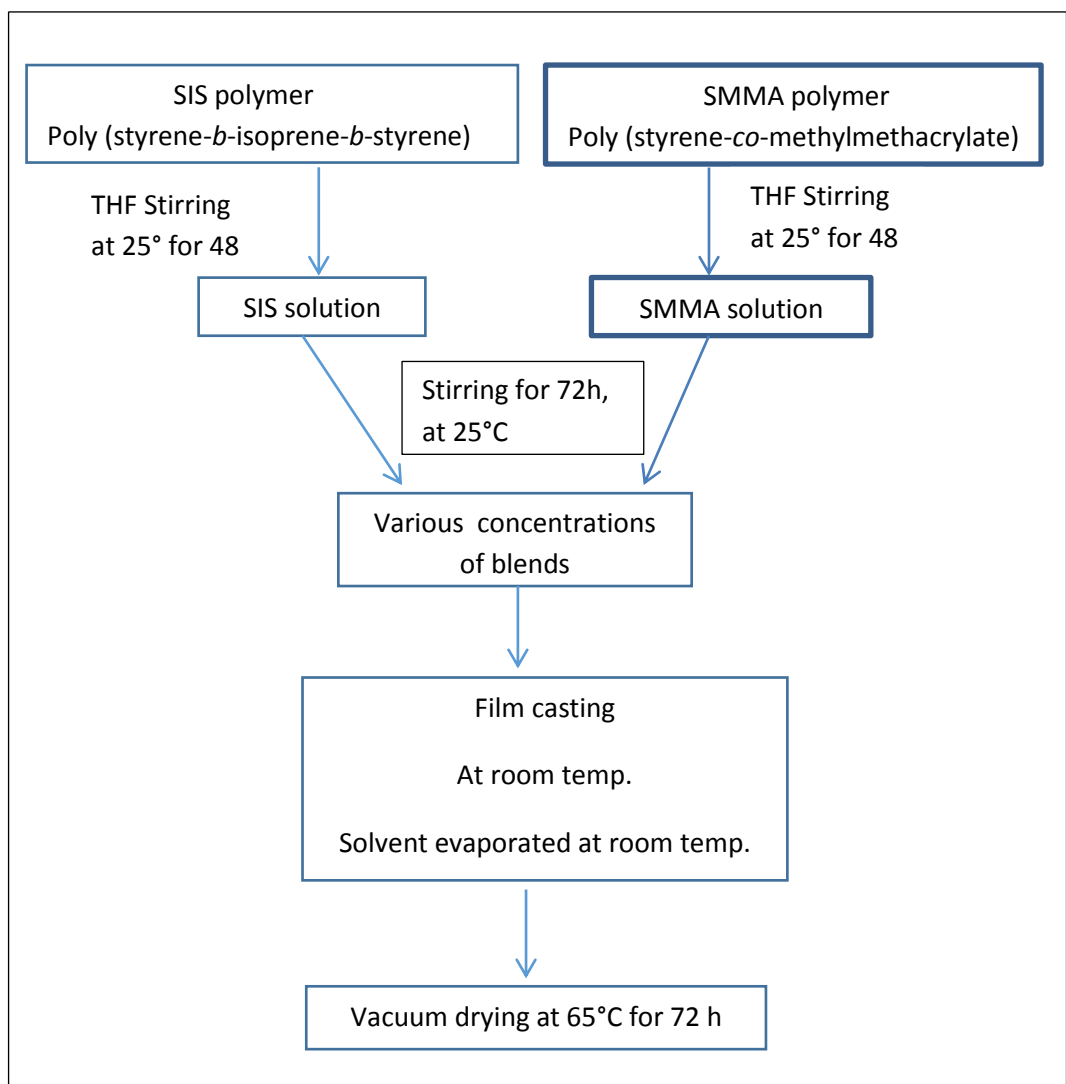 SIS polymer
Poly (styrene-b-isoprene-b-styrene)
SMMA polymer
Poly (styrene-co-methylmethacrylate)
THF Stirring
at 25° for 48
THF Stirring
at 25° for 48
SIS solution
SMMA solution
Stirring for 72h,
at 25°C
Various concentrations
of blends
Film casting
At room temp.
Solvent evaporated at room temp.
Vacuum drying at 65°C for 72 h